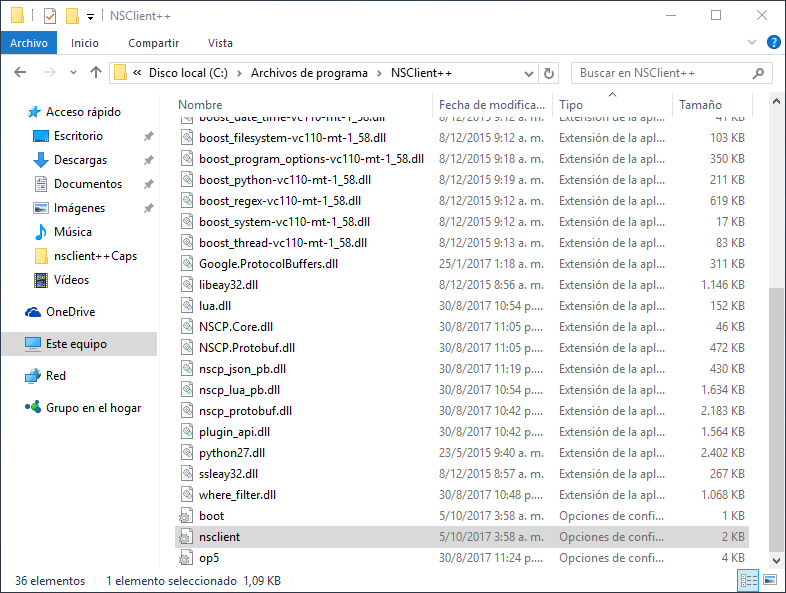 NSClient++
Archivo Inicio Compartir Vista
« Disco local (C:) › Archivos de programa › NSClient++
Buscar en NSClient++
Acceso rápido
Escritorio
Descargas
Documentos
Imágenes
Música
nsclient++Caps
Vídeos
OneDrive
Este equipo
Red
Grupo en el hogar
Nombre Fecha de modifica... Tipo Tamaño
boost_date_time-vc110-mt-1_58.dll 8/12/2015 9:12 a. m. Extensión de la apl... 41 KB
boost_filesystem-vc110-mt-1_58.dll 8/12/2015 9:12 a. m. Extensión de la apl... 103 KB
boost_program_options-vc110-mt-1_58.dll 8/12/2015 9:18 a. m. Extensión de la apl... 350 KB
boost_python-vc110-mt-1_58.dll 8/12/2015 9:19 a. m. Extensión de la apl... 211 KB
boost_regex-vc110-mt-1_58.dll 8/12/2015 9:12 a. m. Extensión de la apl... 619 KB
boost_system-vc110-mt-1_58.dll 8/12/2015 9:12 a. m. Extensión de la apl... 17 KB
boost_thread-vc110-mt-1_58.dll 8/12/2015 9:13 a. m. Extensión de la apl... 83 KB
Google.ProtocolBuffers.dll 25/1/2017 1:18 a. m. Extensión de la apl... 311 KB
libeay32.dll 8/12/2015 8:56 a. m. Extensión de la apl... 1.146 KB
lua.dll 30/8/2017 10:54 p.... Extensión de la apl... 152 KB
NSCP.Core.dll 30/8/2017 11:05 p.... Extensión de la apl... 46 KB
NSCP.Protobuf.dll 30/8/2017 11:05 p.... Extensión de la apl... 472 KB
nscp_json_pb.dll 30/8/2017 11:19 p.... Extensión de la apl... 430 KB
nscp_lua_pb.dll 30/8/2017 10:54 p.... Extensión de la apl... 1.634 KB
nscp_protobuf.dll 30/8/2017 10:42 p.... Extensión de la apl... 2.183 KB
plugin_api.dll 30/8/2017 10:42 p.... Extensión de la apl... 1.564 KB
python27.dll 23/5/2015 9:40 a. m. Extensión de la apl... 2.402 KB
ssleay32.dll 8/12/2015 8:57 a. m. Extensión de la apl... 267 KB
where_filter.dll 30/8/2017 10:48 p.... Extensión de la apl... 1.068 KB
boot 5/10/2017 3:58 a. m. Opciones de confi... 1 KB
nsclient 5/10/2017 3:58 a. m. Opciones de confi... 2 KB
op5 30/8/2017 11:24 p.... Opciones de confi... 4 KB
36 elementos 1 elemento seleccionado 1,09 KB